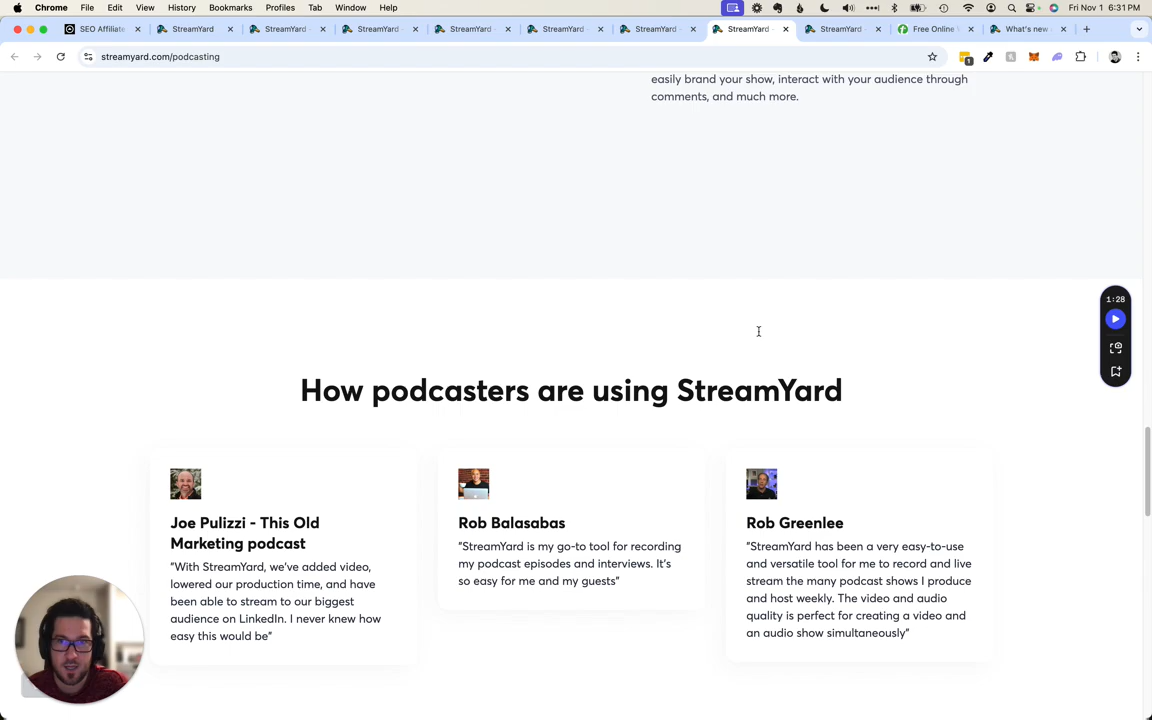 Chrome File Edit View History Bookmarks Profiles Tab Window Help Fri Nov 1 6:31 PM
SEO Affiliate StreamYard StreamYard StreamYard StreamYard StreamYard StreamYard StreamYard StreamYard Free Online What's new
streamyard.com/podcasting
easily brand your show, interact with your audience through
comments, and much more.
1:28
How podcasters are using StreamYard
Joe Pulizzi - This Old
Marketing podcast
"With StreamYard, we've added video,
lowered our production time, and have
been able to stream to our biggest
audience on LinkedIn. I never knew how
easy this would be"
Rob Balasabas
"StreamYard is my go-to tool for recording
my podcast episodes and interviews. It's
so easy for me and my guests"
Rob Greenlee
"StreamYard has been a very easy-to-use
and versatile tool for me to record and live
stream the many podcast shows I produce
and host weekly. The video and audio
quality is perfect for creating a video and
an audio show simultaneously"